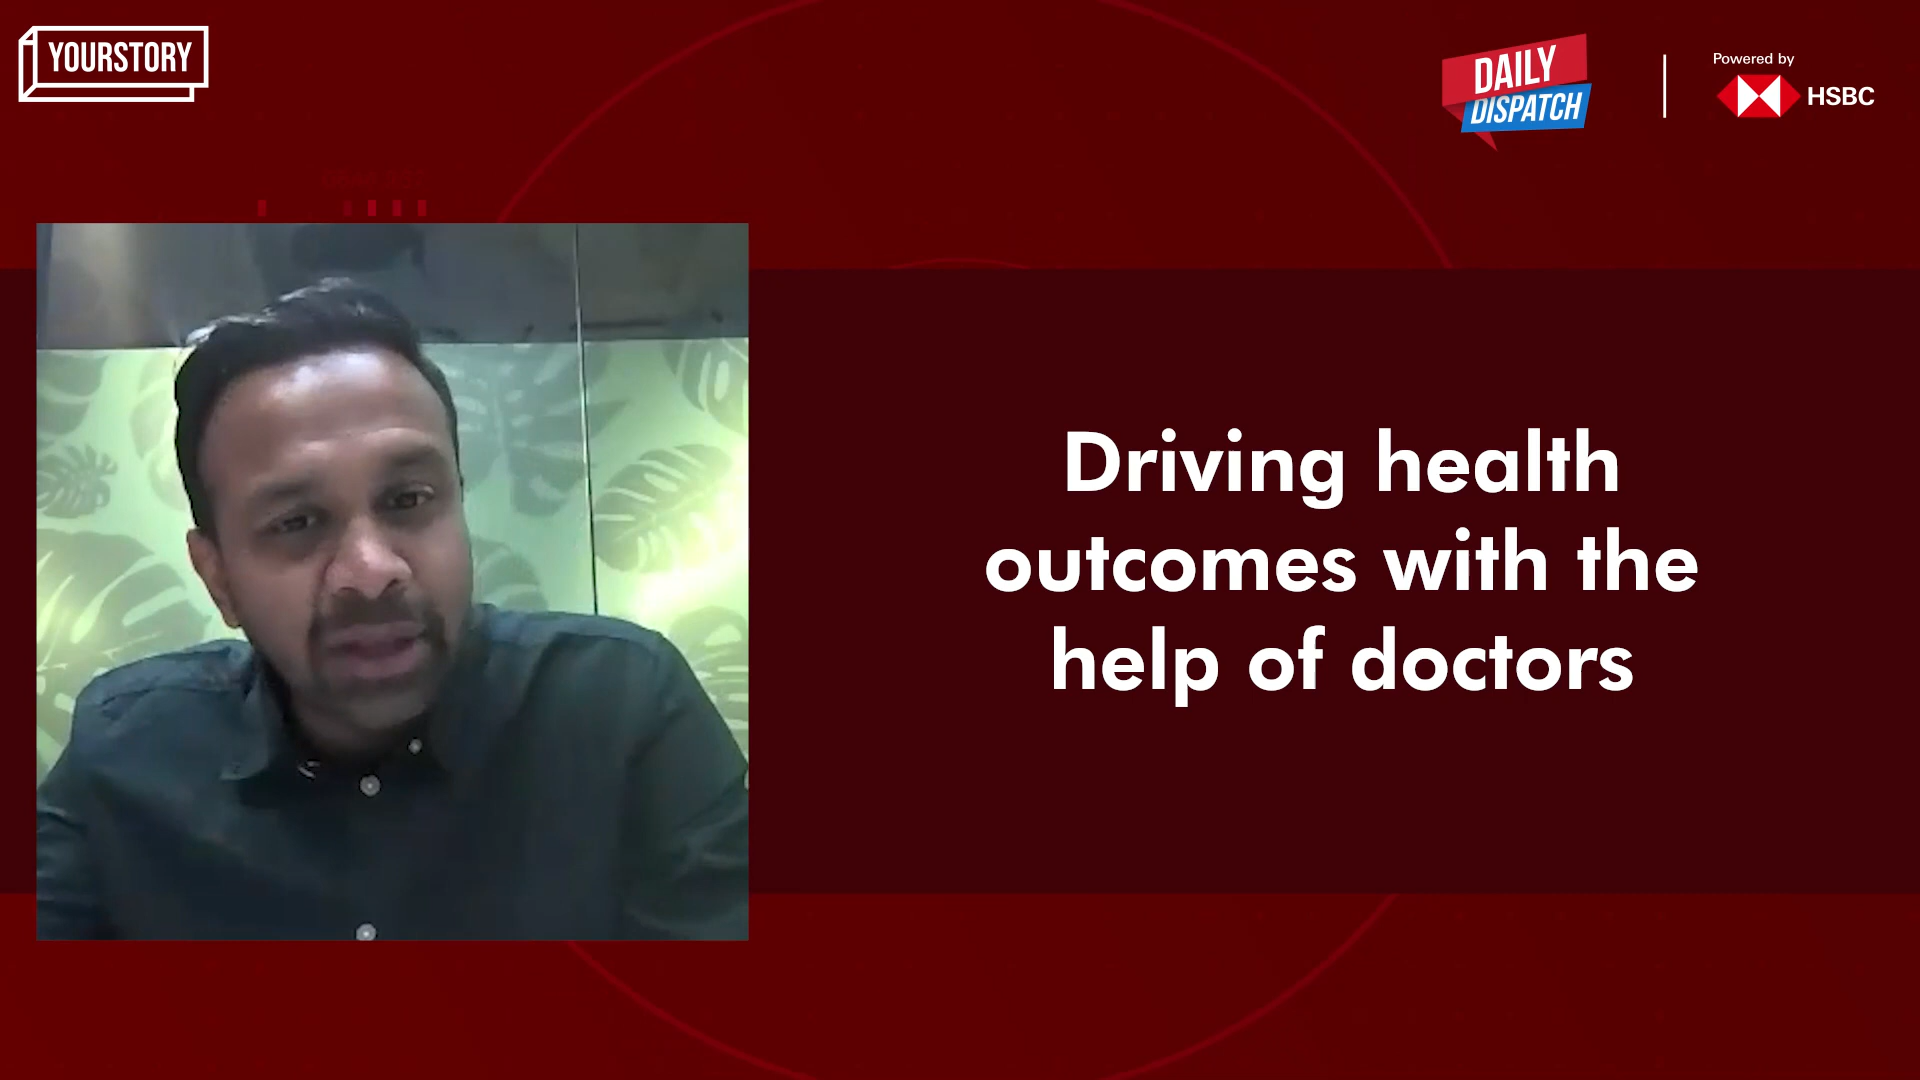 YOURSTORY
DAILY
DISPATCH
Powered by
HSBC
Driving health
outcomes with the
help of doctors